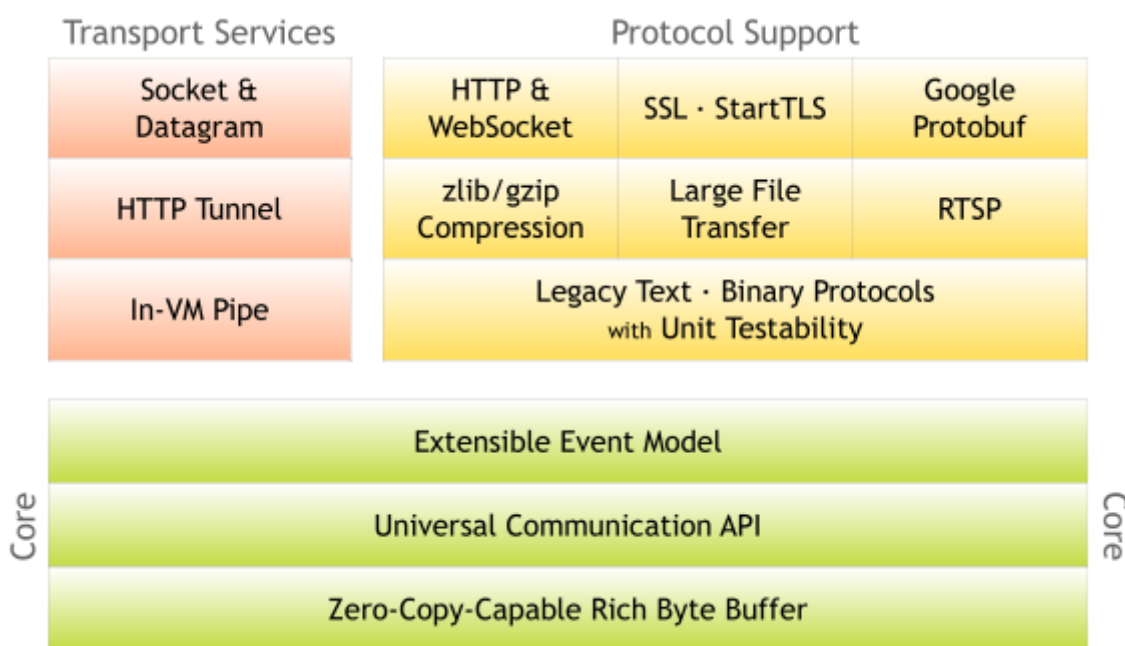 Transport Services
Socket &
Datagram
HTTP Tunnel
In-VM Pipe
Protocol Support
HTTP &
WebSocket
SSL · StartTLS
Google
Protobuf
zlib/gzip
Compression
Large File
Transfer
RTSP
Legacy Text · Binary Protocols
with Unit Testability
Core
Extensible Event Model
Universal Communication API
Zero-Copy-Capable Rich Byte Buffer
Core